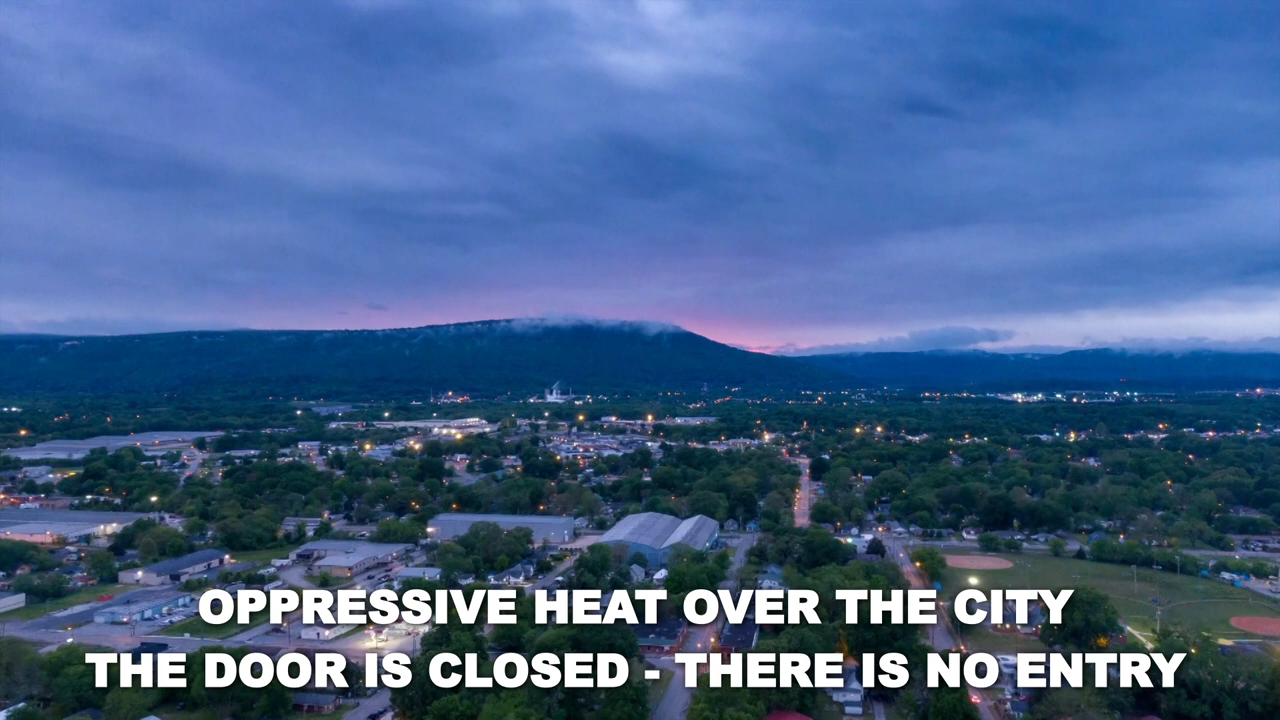 OPPRESSIVE HEAT OVER THE CITY
THE DOOR IS CLOSED - THERE IS NO ENTRY